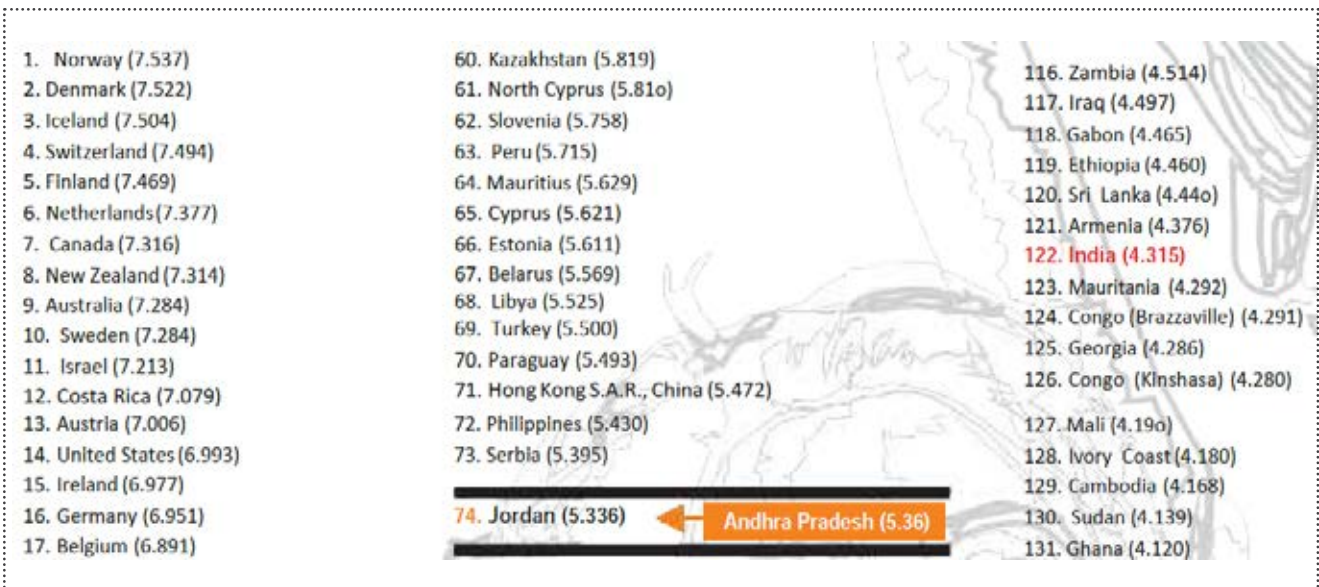 1. Norway (7.537)
2. Denmark (7.522)
3. Iceland (7.504)
4. Switzerland (7.494)
5. Finland (7.469)
6. Netherlands (7.377)
7. Canada (7.316)
8. New Zealand (7.314)
9. Australia (7.284)
10. Sweden (7.284)
11. Israel (7.213)
12. Costa Rica (7.079)
13. Austria (7.006)
14. United States (6.993)
15. Ireland (6.977)
16. Germany (6.951)
17. Belgium (6.891)
60. Kazakhstan (5.819)
61. North Cyprus (5.81o)
62. Slovenia (5.758)
63. Peru (5.715)
64. Mauritius (5.629)
65. Cyprus (5.621)
66. Estonia (5.611)
67. Belarus (5.569)
68. Libya (5.525)
69. Turkey (5.500)
70. Paraguay (5.493)
71. Hong Kong S.A.R., China (5.472)
72. Philippines (5.430)
73. Serbia (5.395)
74. Jordan (5.336) Andhra Pradesh (5.36)
116. Zambia (4.514)
117. Iraq (4.497)
118. Gabon (4.465)
119. Ethiopia (4.460)
120. Sri Lanka (4.44o)
121. Armenia (4.376)
122. India (4.315)
123. Mauritania (4.292)
124. Congo (Brazzaville) (4.291)
125. Georgia (4.286)
126. Congo (Kinshasa) (4.280)
127. Mali (4.19o)
128. Ivory Coast (4.180)
129. Cambodia (4.168)
130. Sudan (4.139)
131. Ghana (4.120)